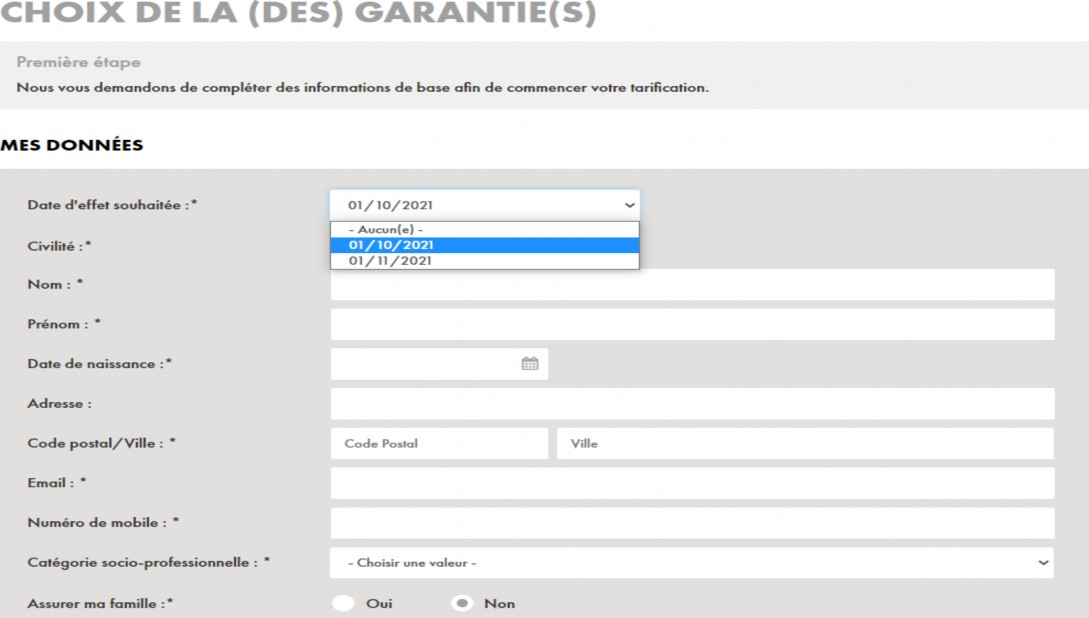 CHOIX DE LA (DES) GARANTIE(S)
Première étape
Nous vous demandons de compléter des informations de base afin de commencer votre tarification.
MES DONNÉES
Date d'effet souhaitée :* 01/10/2021
- Aucun(e) -
01/10/2021
01/11/2021
Civilité :*
Nom : *
Prénom : *
Date de naissance :*
Adresse :
Code postal/Ville : * Code Postal Ville
Email : *
Numéro de mobile : *
Catégorie socio-professionnelle : * - Choisir une valeur -
Assurer ma famille :* Oui Non